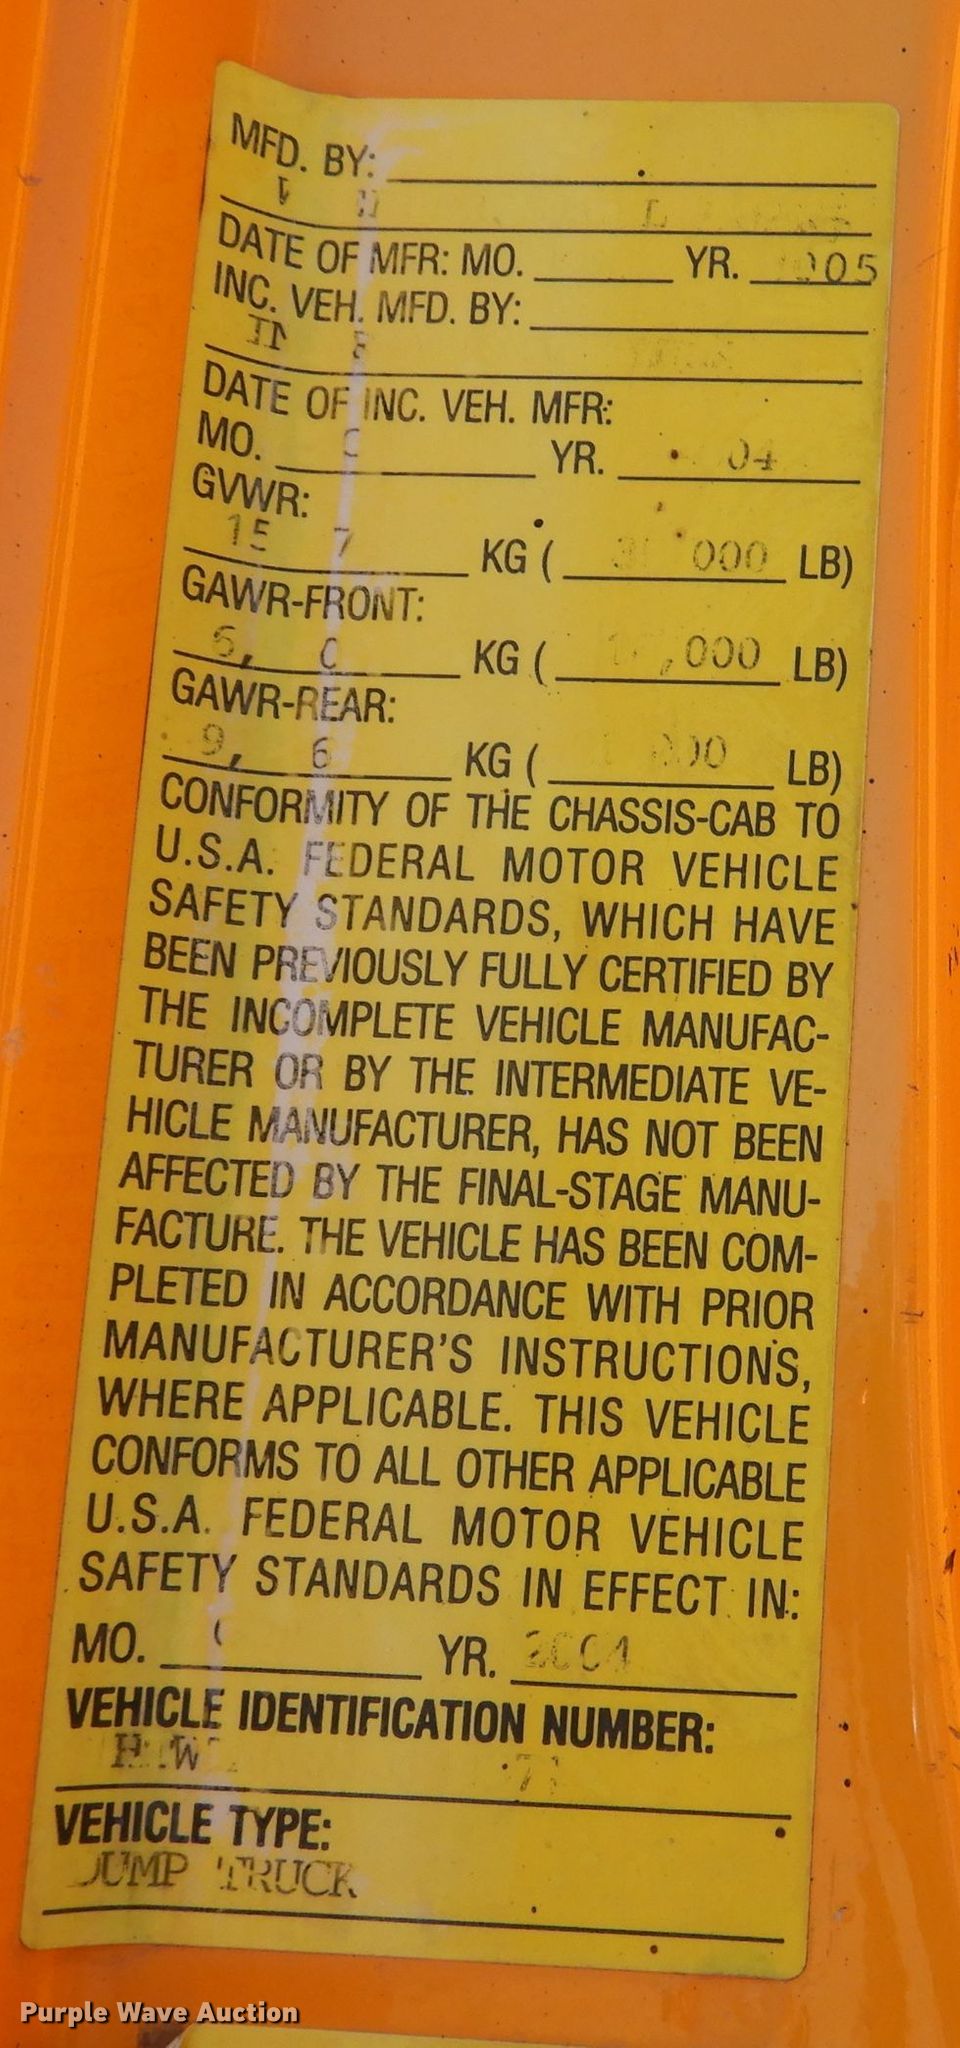 MFD. BY:
DATE OF MFR: MO. YR. 005
INC. VEH. MFD. BY:
DATE OF INC. VEH. MFR:
MO. YR. 04
GVWR:
KG ( 000 LB)
GAWR-FRONT:
KG ( ,000 LB)
GAWR-REAR:
KG ( LB)
CONFORMITY OF THE CHASSIS-CAB TO
U.S.A. FEDERAL MOTOR VEHICLE
SAFETY STANDARDS, WHICH HAVE
BEEN PREVIOUSLY FULLY CERTIFIED BY
THE INCOMPLETE VEHICLE MANUFAC-
TURER OR BY THE INTERMEDIATE VE-
HICLE MANUFACTURER, HAS NOT BEEN
AFFECTED BY THE FINAL-STAGE MANU-
FACTURE. THE VEHICLE HAS BEEN COM-
PLETED IN ACCORDANCE WITH PRIOR
MANUFACTURER'S INSTRUCTIONS,
WHERE APPLICABLE. THIS VEHICLE
CONFORMS TO ALL OTHER APPLICABLE
U.S.A. FEDERAL MOTOR VEHICLE
SAFETY STANDARDS IN EFFECT IN:
MO. YR. 2004
VEHICLE IDENTIFICATION NUMBER:
VEHICLE TYPE:
DUMP TRUCK
Purple Wave Auction